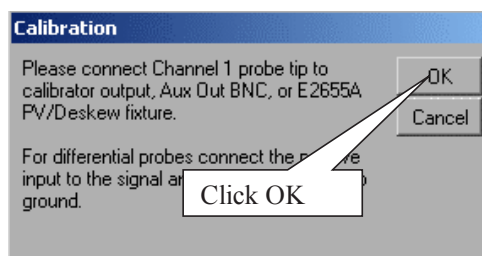 Calibration
Please connect Channel 1 probe tip to
calibrator output, Aux Out BNC, or E2655A
PV/Deskew fixture.
For differential probes connect the
input to the signal
ground.
OK
Cancel
Click OK